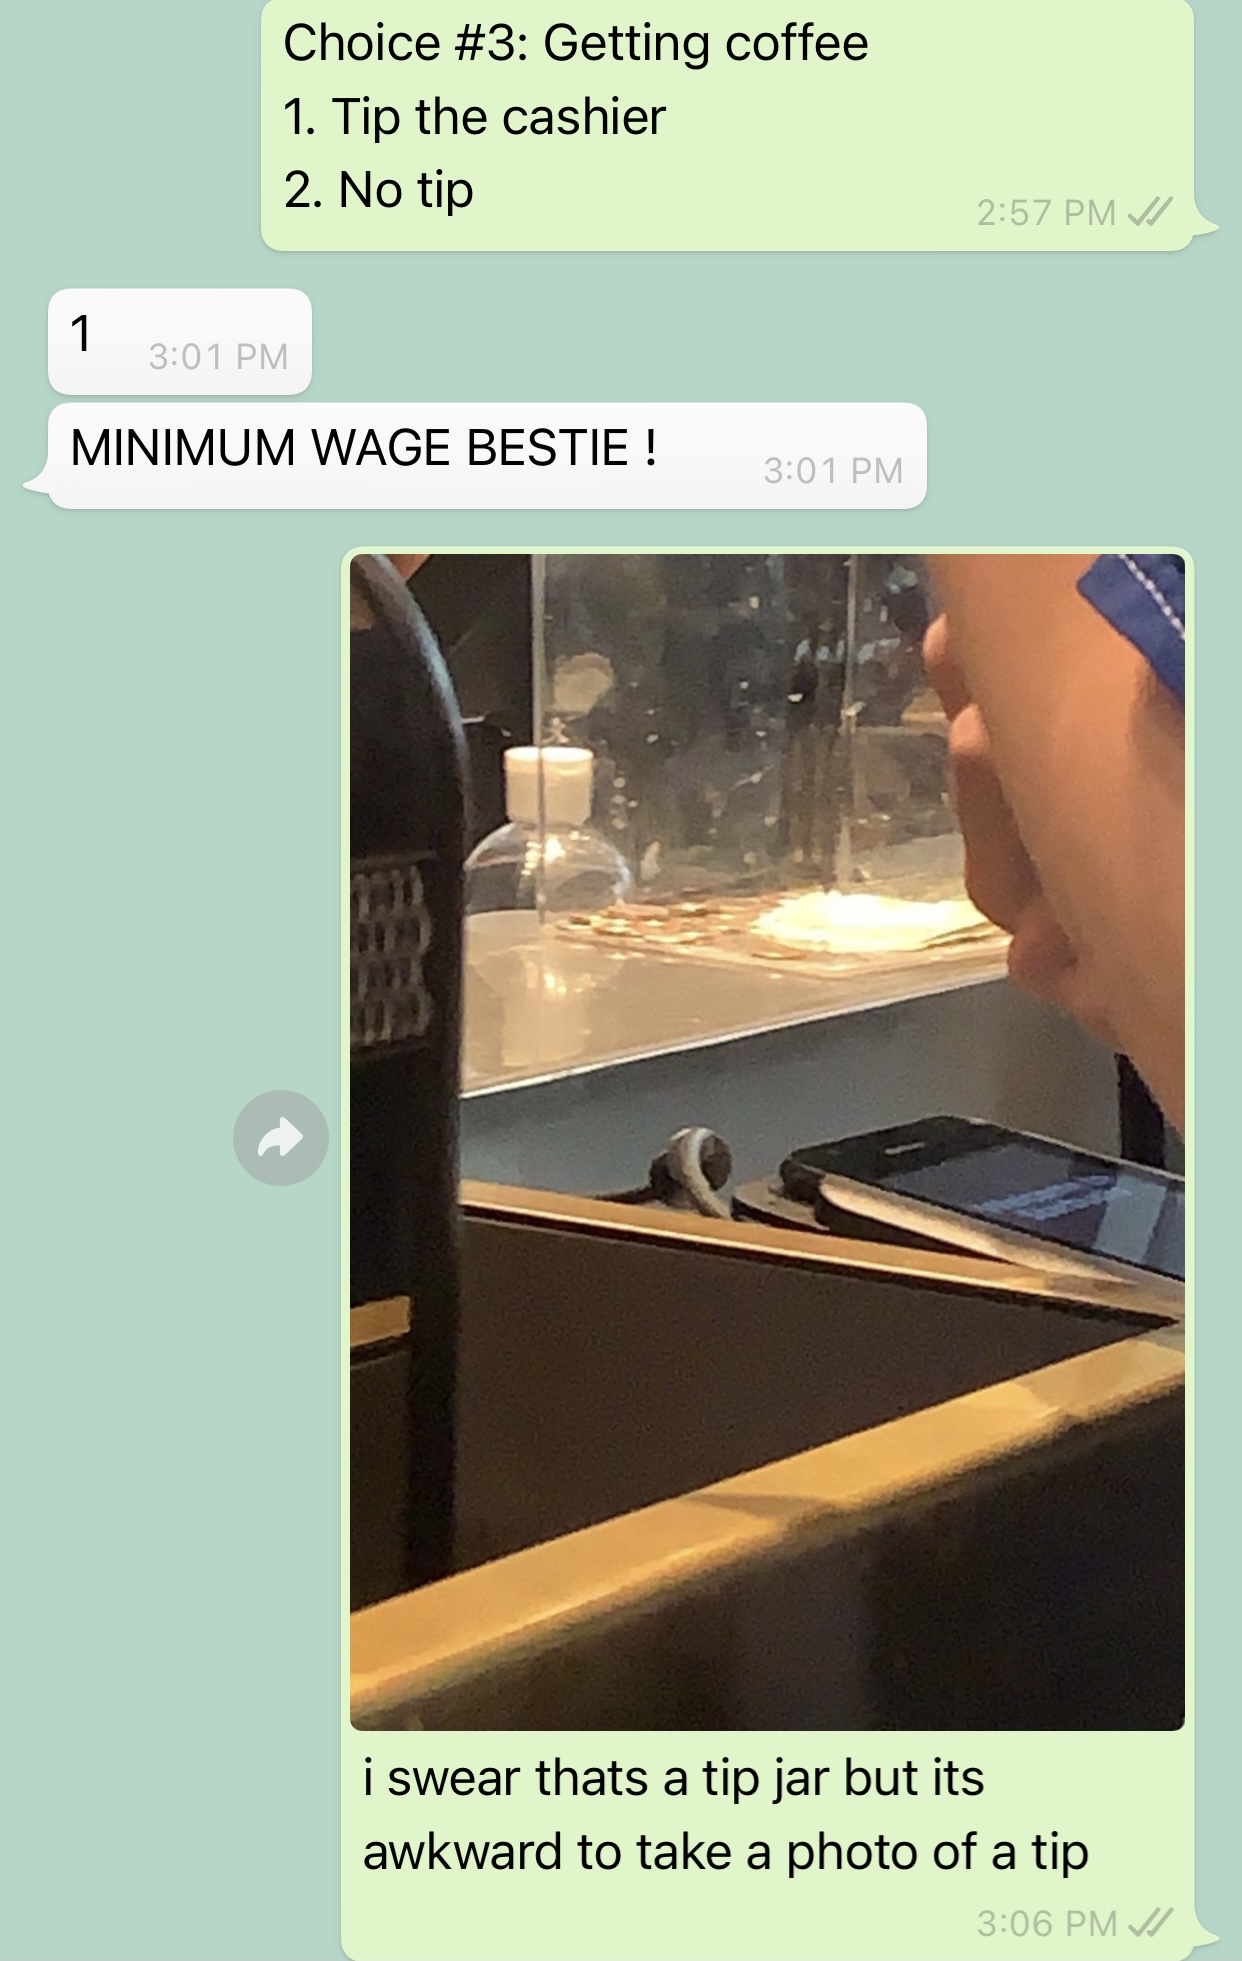 Choice #3: Getting coffee
1. Tip the cashier
2. No tip
2:57 PM
1
3:01 PM
MINIMUM WAGE BESTIE !
3:01 PM
i swear thats a tip jar but its
awkward to take a photo of a tip
3:06 PM